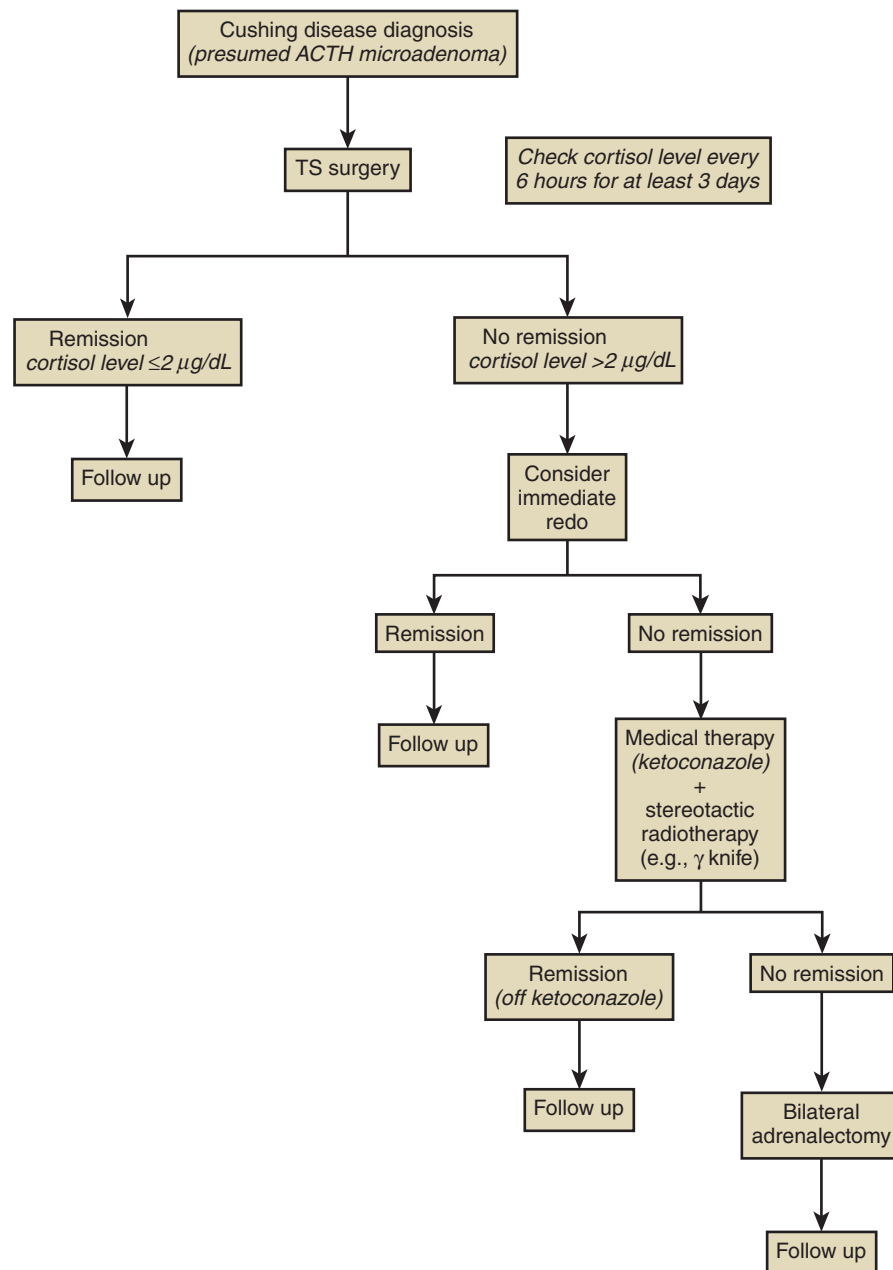 Cushing disease diagnosis
(presumed ACTH microadenoma)
TS surgery
Check cortisol level every
6 hours for at least 3 days
Remission
cortisol level ≤2 μg/dL
No remission
cortisol level >2 μg/dL
Follow up
Consider
immediate
redo
Remission
No remission
Follow up
Medical therapy
(ketoconazole)
+
stereotactic
radiotherapy
(e.g., γ knife)
Remission
(off ketoconazole)
No remission
Follow up
Bilateral
adrenalectomy
Follow up